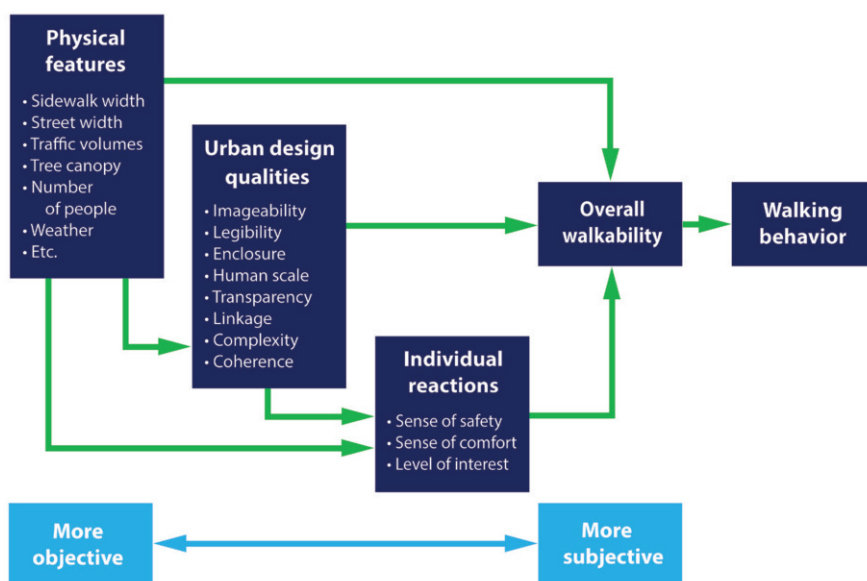 Physical
features
• Sidewalk width
• Street width
• Traffic volumes
• Tree canopy
• Number
of people
• Weather
• Etc.
Urban design
qualities
• Imageability
• Legibility
• Enclosure
• Human scale
• Transparency
• Linkage
• Complexity
• Coherence
Individual
reactions
• Sense of safety
• Sense of comfort
• Level of interest
Overall
walkability
Walking
behavior
More
objective
More
subjective